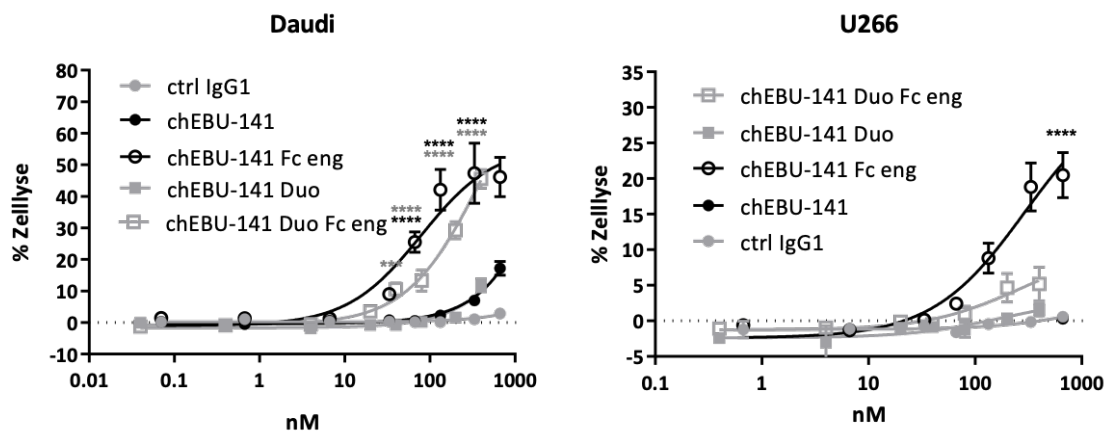 Daudi
80
70
60
50
40
30
20
10
0
-10
% Zelllyse
ctrl IgG1
chEBU-141
chEBU-141 Fc eng
chEBU-141 Duo
chEBU-141 Duo Fc eng
***
****
****
****
****
****
****
0.01 0.1 1 10 100 1000
nM
U266
35
30
25
20
15
10
5
0
-5
% Zelllyse
chEBU-141 Duo Fc eng
chEBU-141 Duo
chEBU-141 Fc eng
chEBU-141
ctrl IgG1
****
0.1 1 10 100 1000
nM